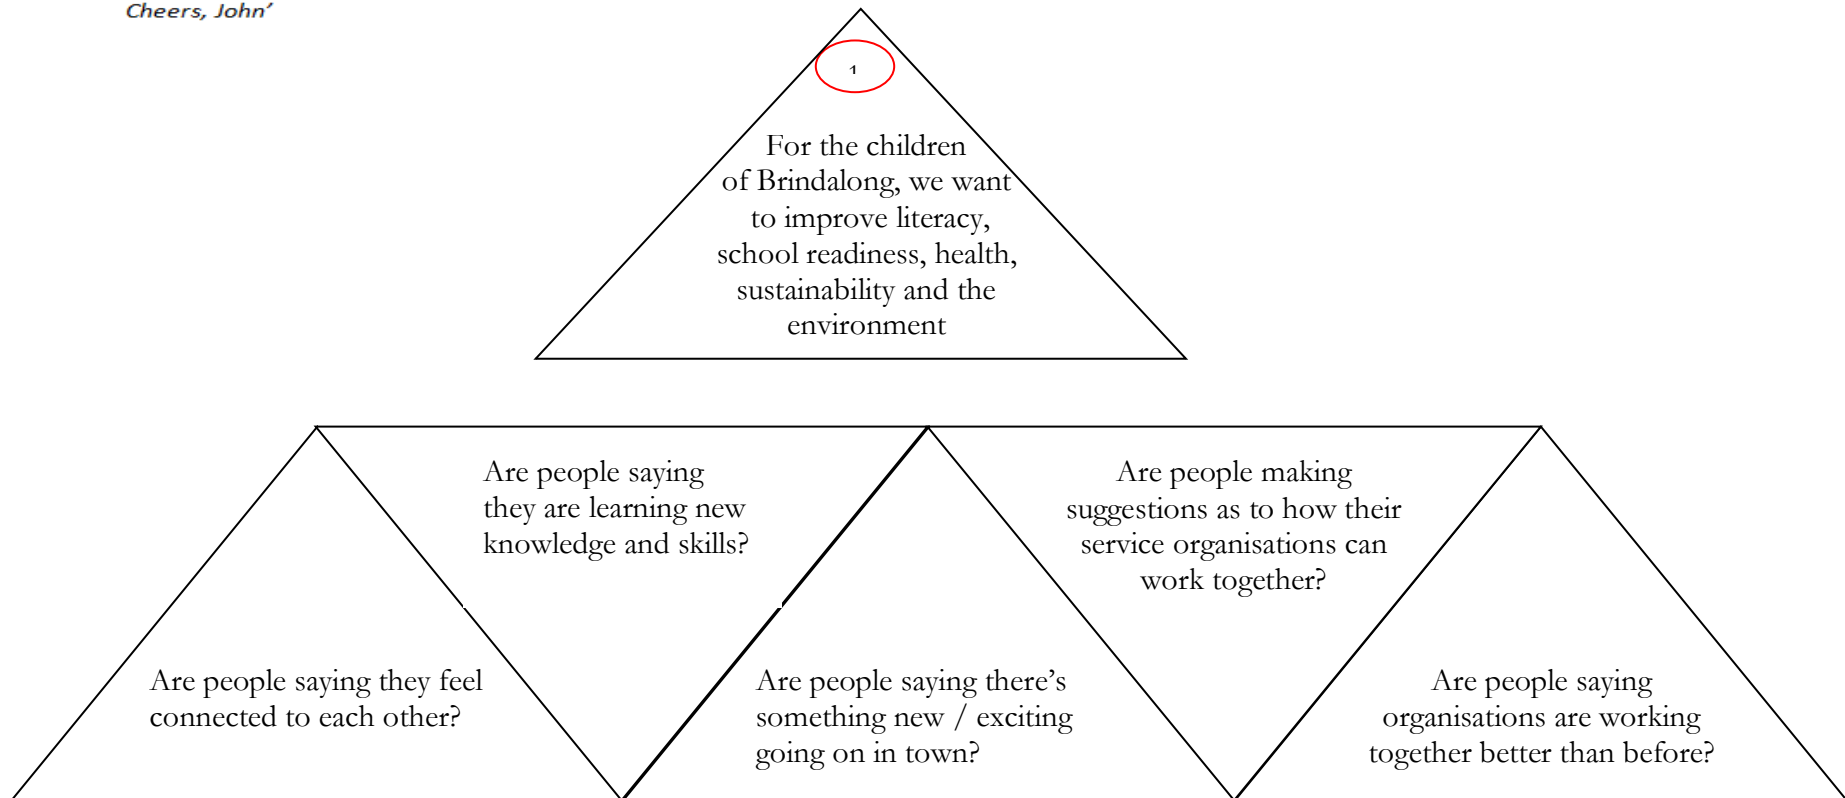 Cheers, John’
1
For the children
of Brindalong, we want
to improve literacy,
school readiness, health,
sustainability and the
environment
Are people saying
they are learning new
knowledge and skills?
Are people making
suggestions as to how their
service organisations can
work together?
Are people saying they feel
connected to each other?
Are people saying there’s
something new / exciting
going on in town?
Are people saying
organisations are working
together better than before?